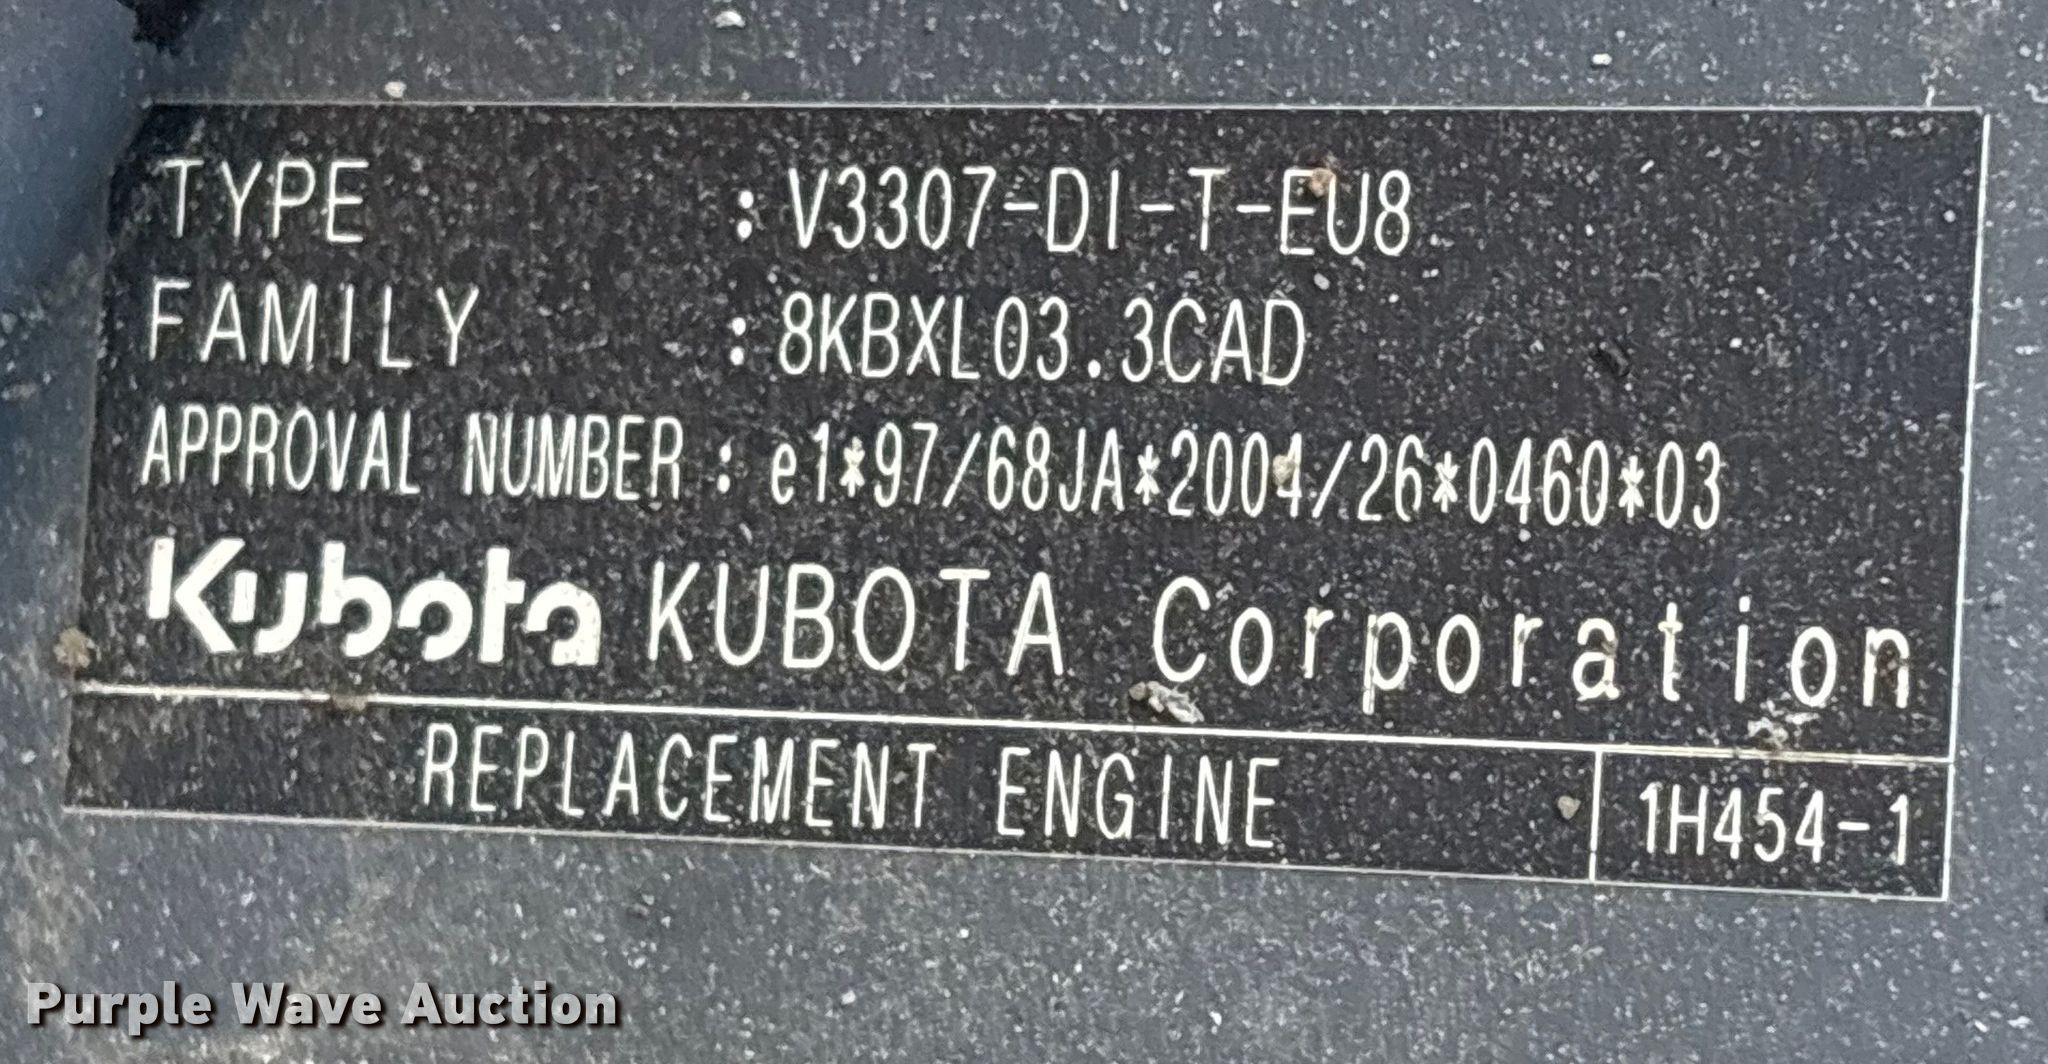 TYPE : V3307-DI-T-EU8
FAMILY : 8KBXL03.3CAD
APPROVAL NUMBER : e1*97/68JA*2004/26*0460*03
Kubota KUBOTA Corporation
REPLACEMENT ENGINE 1H454-1
Purple Wave Auction